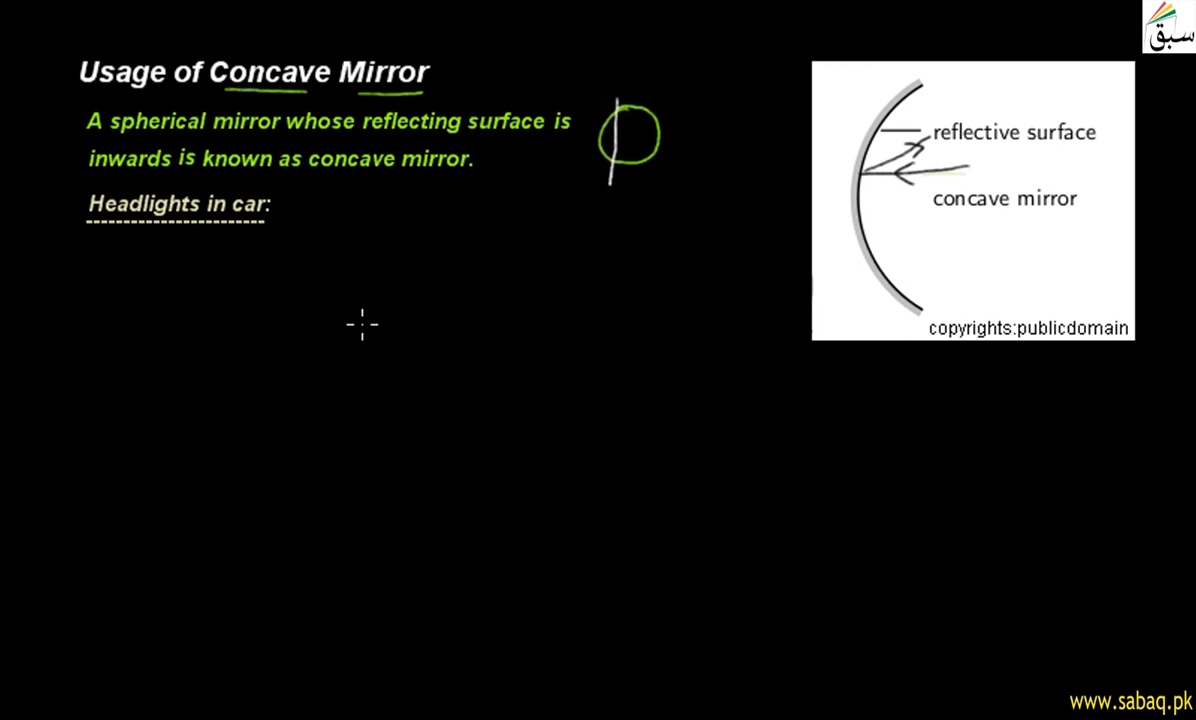 سبق
Usage of Concave Mirror
A spherical mirror whose reflecting surface is
inwards is known as concave mirror.
Headlights in car:
reflective surface
concave mirror
copyrights:publicdomain
www.sabaq.pk